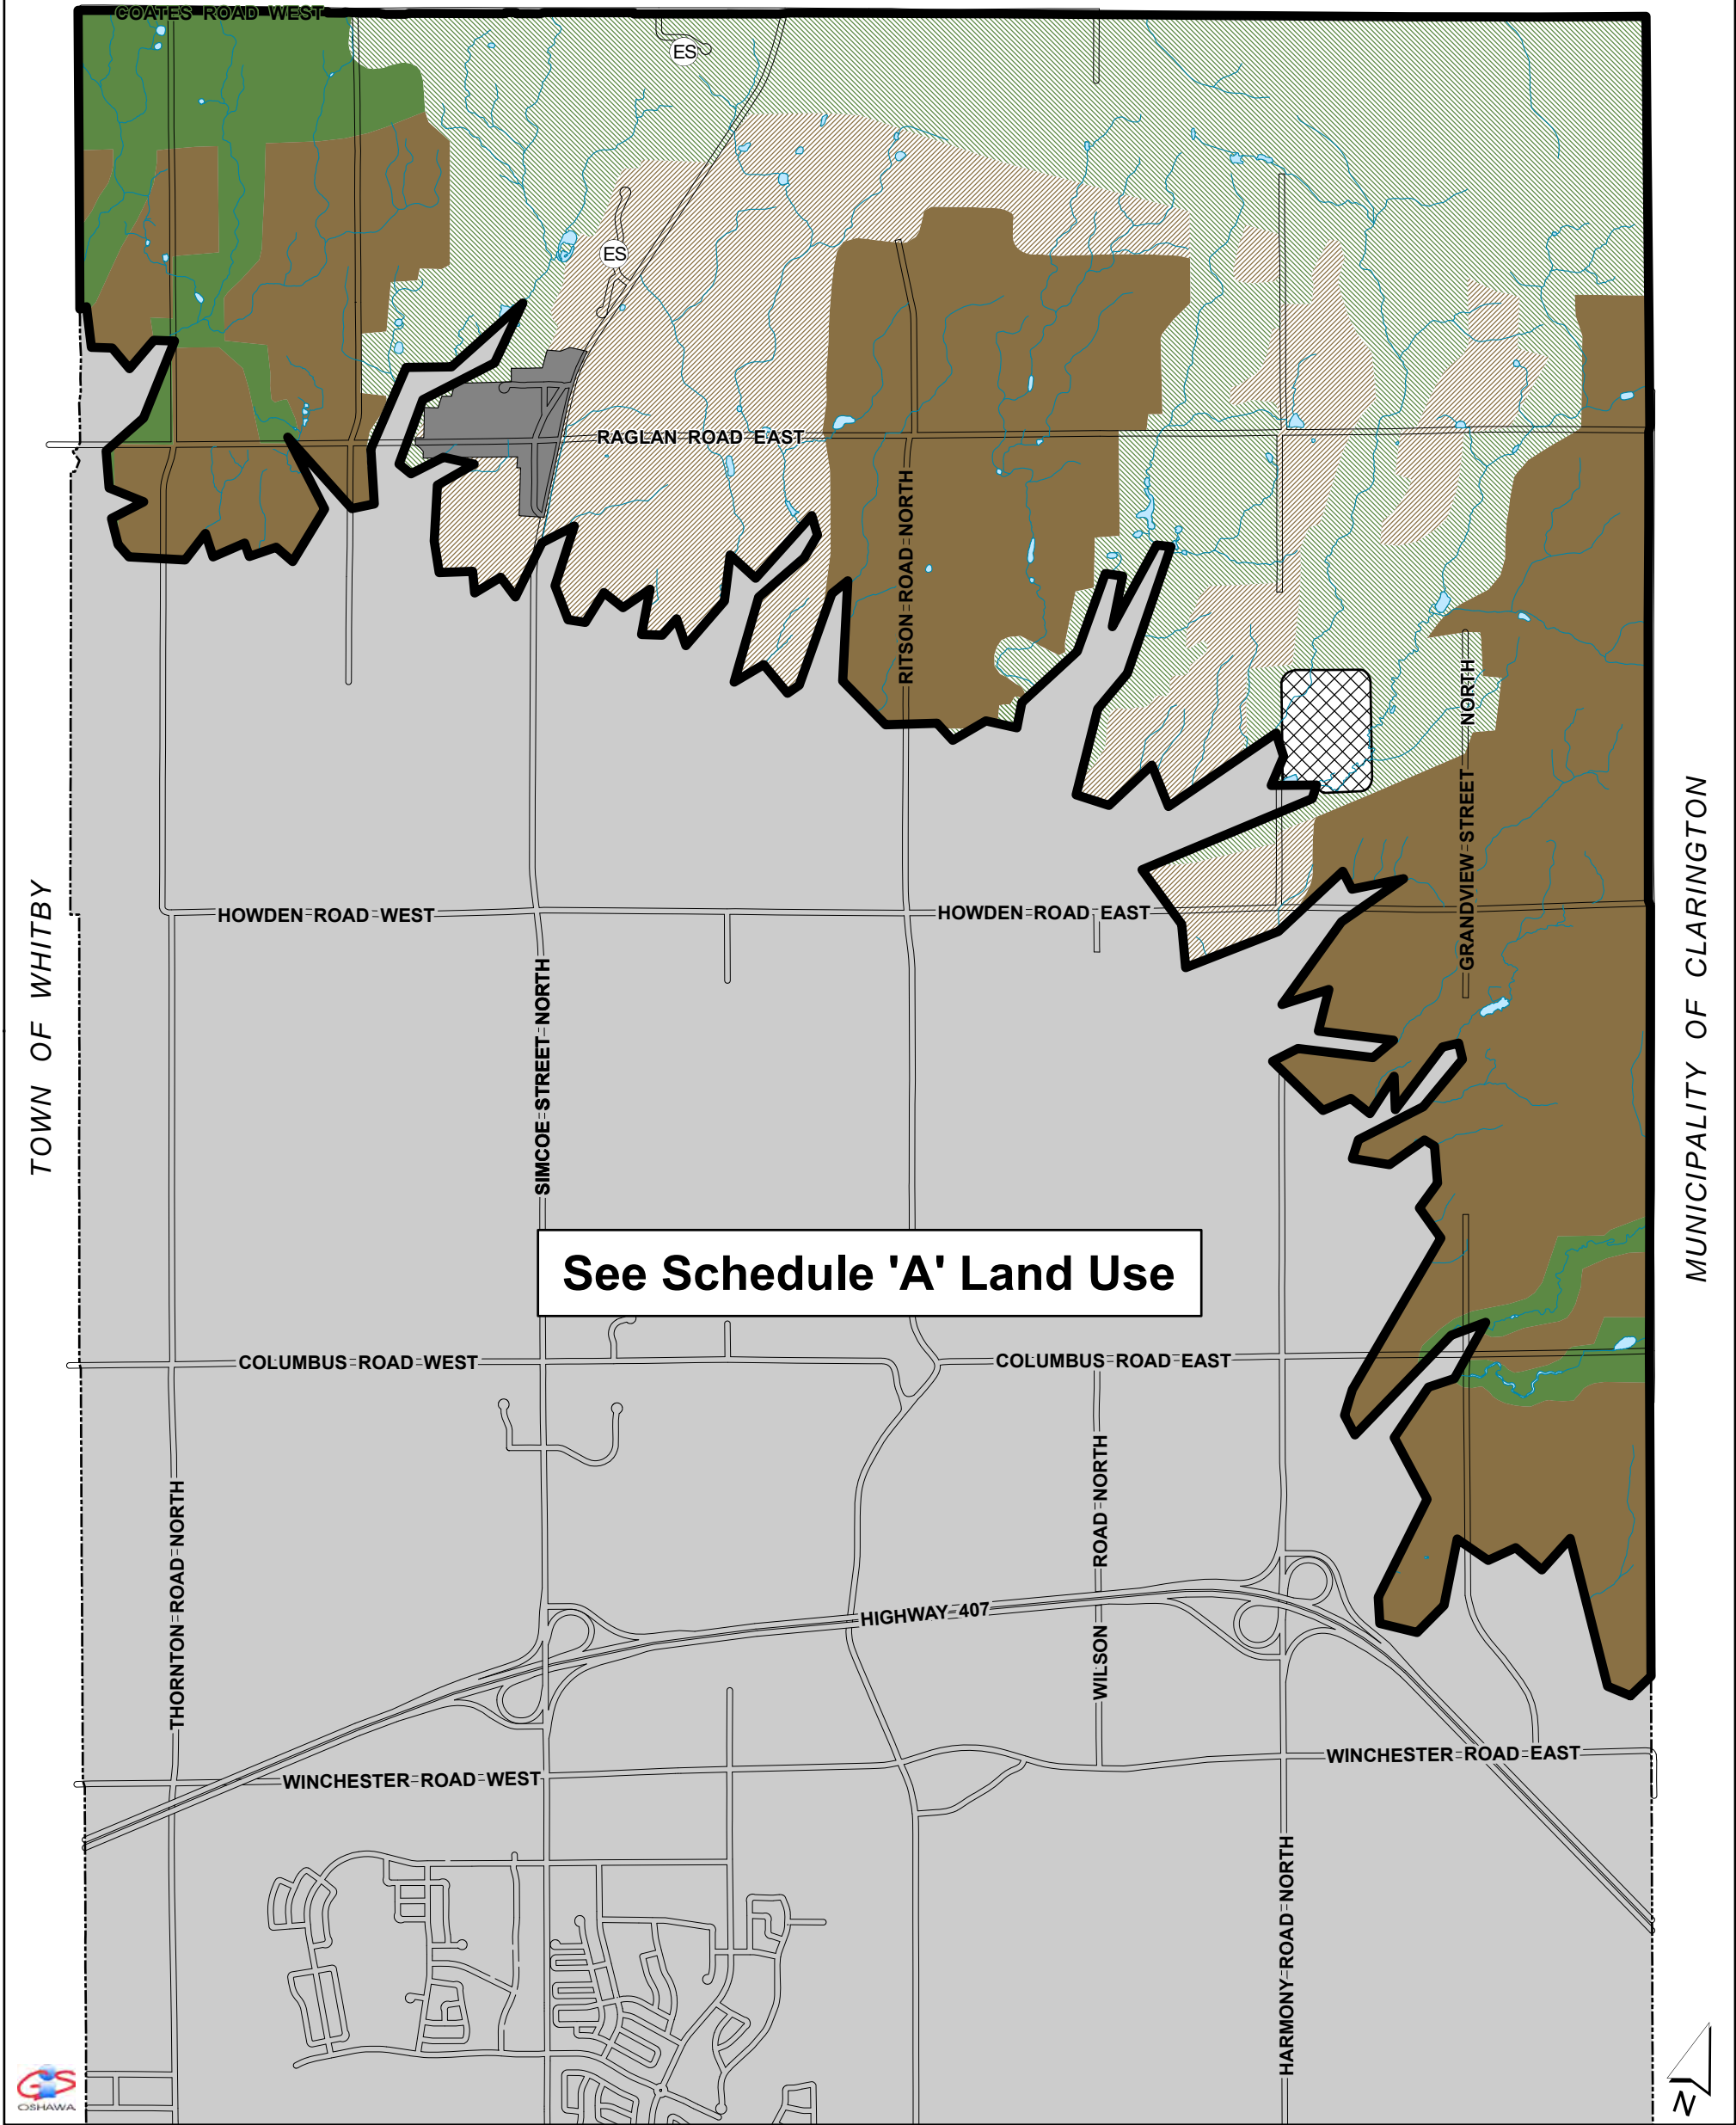 COATES ROAD WEST
ES
ES
RAGLAN ROAD EAST
RITSON ROAD NORTH
GRANDVIEW STREET NORTH
TOWN OF WHITBY
MUNICIPALITY OF CLARINGTON
HOWDEN ROAD WEST
HOWDEN ROAD EAST
SIMCOE STREET NORTH
See Schedule 'A' Land Use
COLUMBUS ROAD WEST
COLUMBUS ROAD EAST
THORNTON ROAD NORTH
WILSON ROAD NORTH
HIGHWAY 407
WINCHESTER ROAD WEST
WINCHESTER ROAD EAST
HARMONY ROAD NORTH
GIS
OSHAWA
N